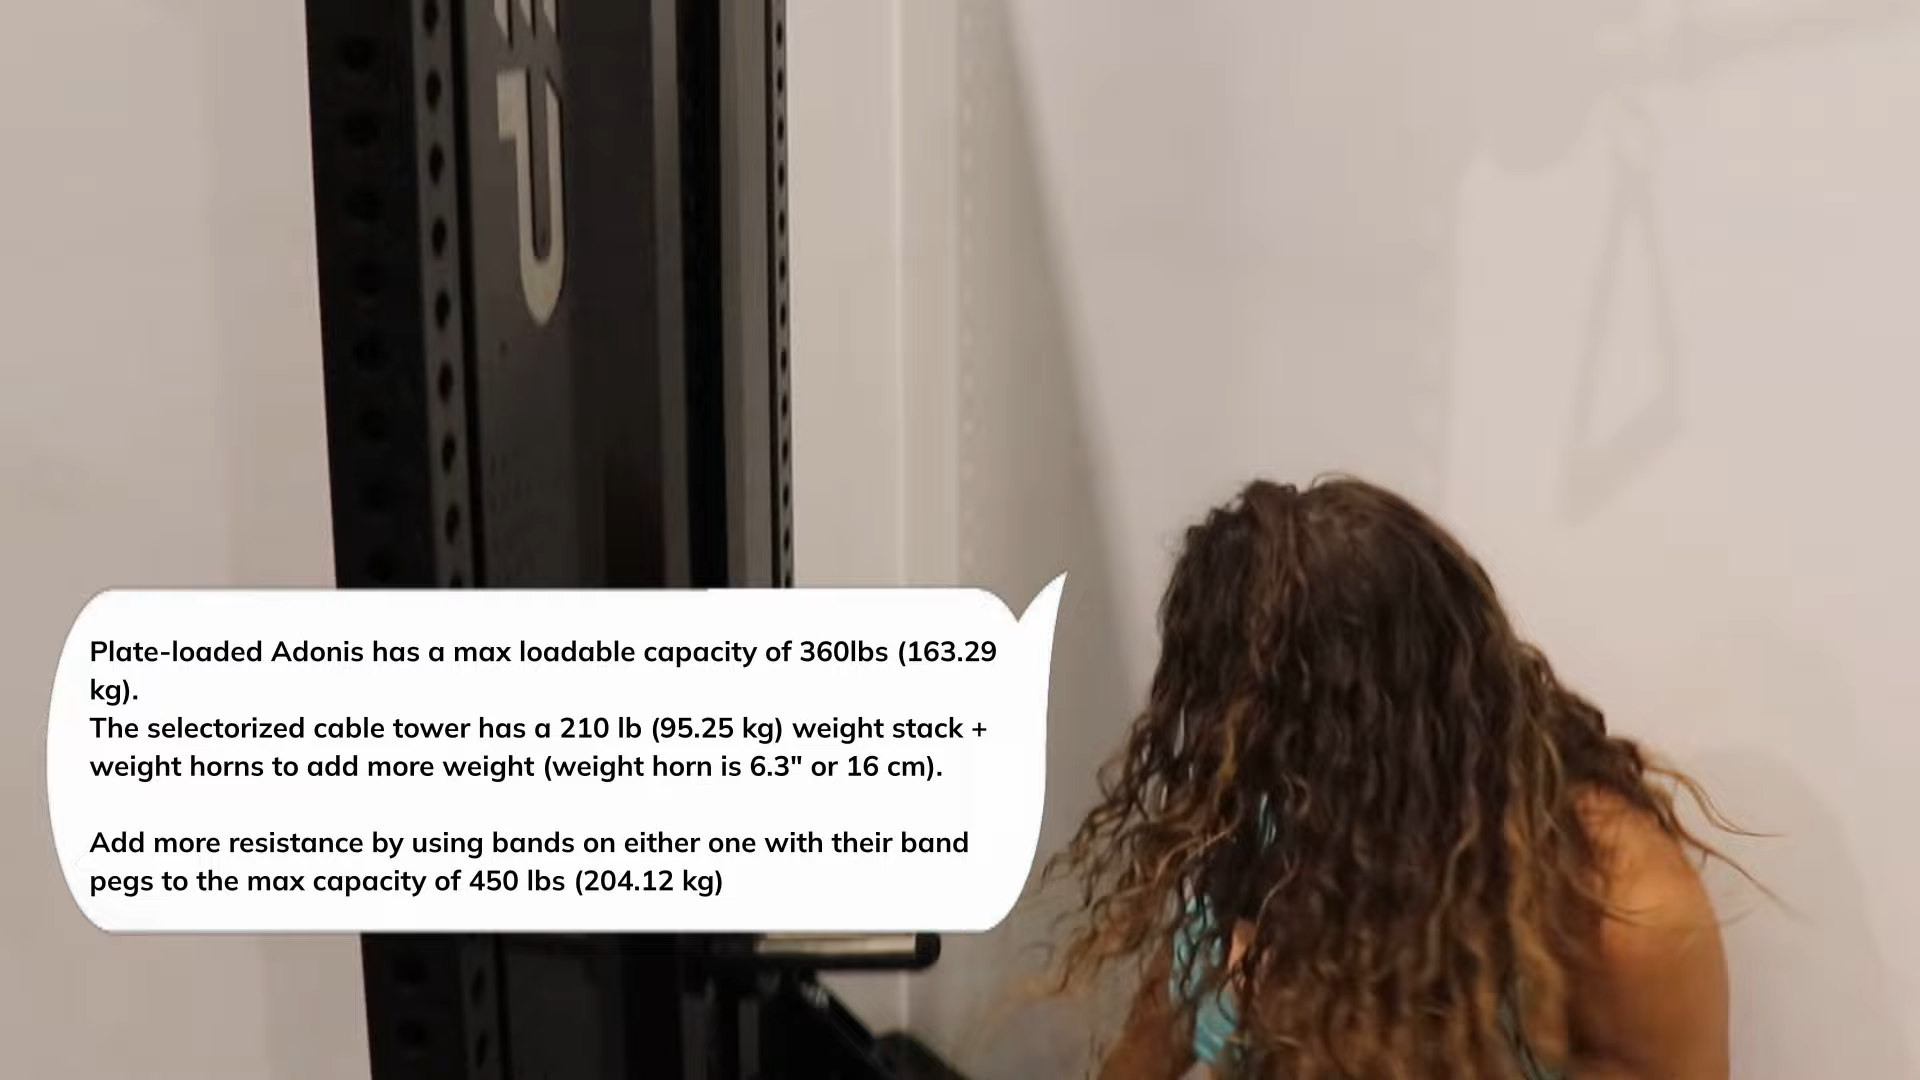 Plate-loaded Adonis has a max loadable capacity of 360lbs (163.29
kg).
The selectorized cable tower has a 210 lb (95.25 kg) weight stack +
weight horns to add more weight (weight horn is 6.3" or 16 cm).
Add more resistance by using bands on either one with their band
pegs to the max capacity of 450 lbs (204.12 kg)